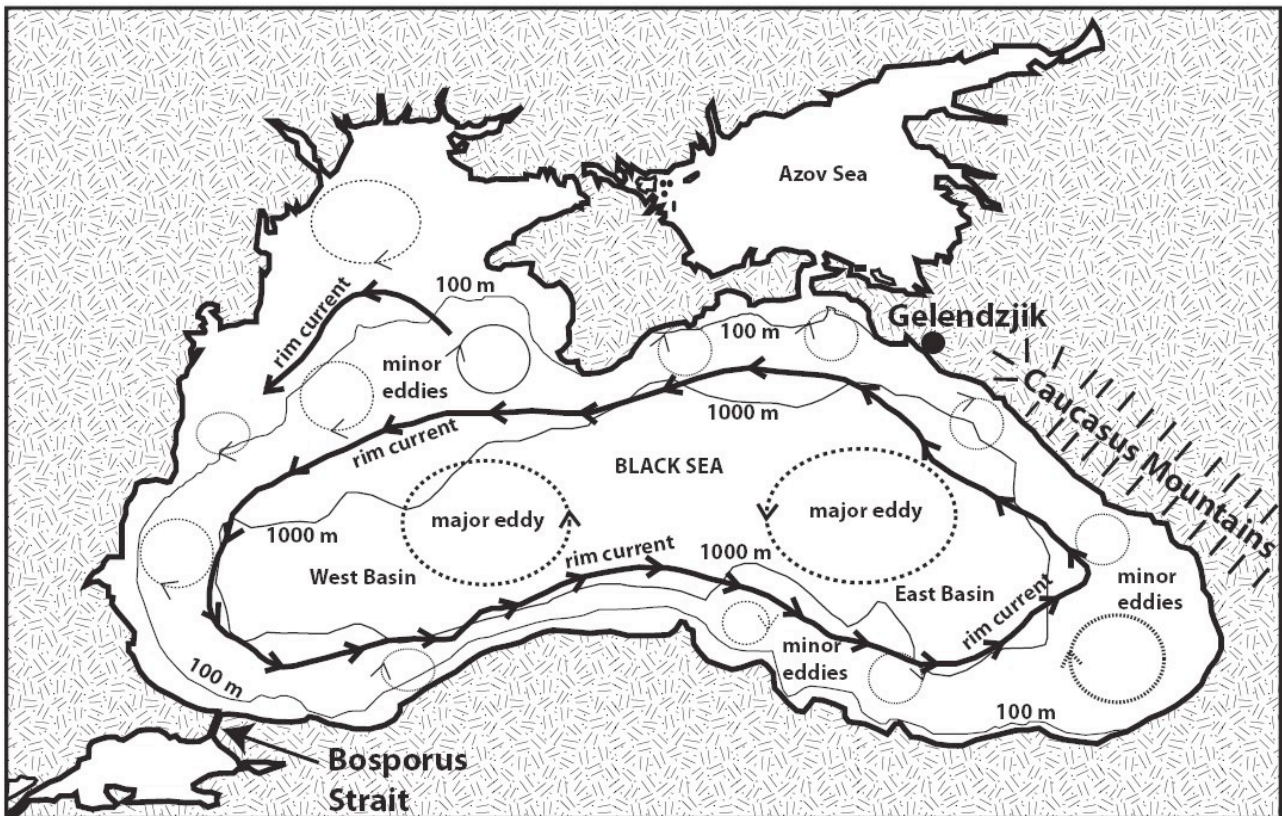 Azov Sea
100 m
rim current
Gelendzjik
100 m
minor
eddies
Caucasus Mountains
1000 m
rim current
BLACK SEA
major eddy
major eddy
1000 m
rim current
1000 m
West Basin
East Basin
minor
eddies
rim current
minor
eddies
100 m
100 m
Bosporus
Strait